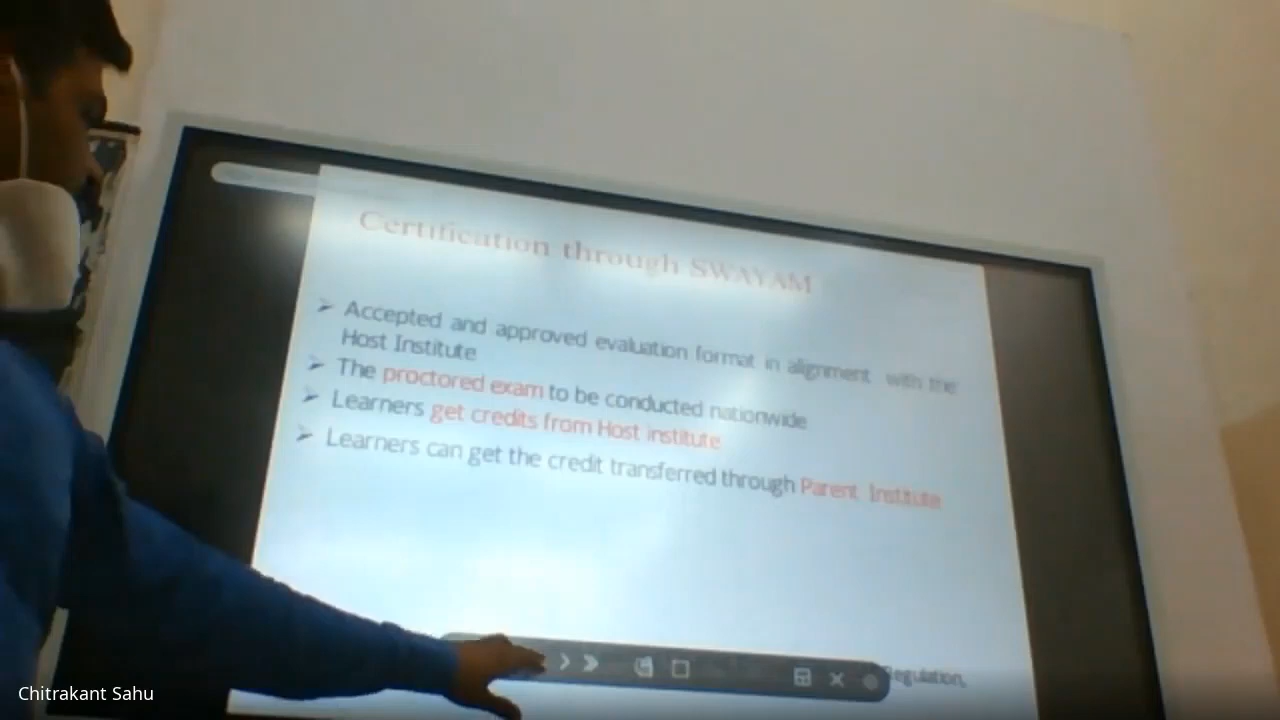 Certification through SWAYAM
➢ Accepted and approved evaluation format in alignment with the
Host Institute
➢ The proctored exam to be conducted nationwide
➢ Learners get credits from Host institute
➢ Learners can get the credit transferred through Parent Institute
Regulation,
Chitrakant Sahu